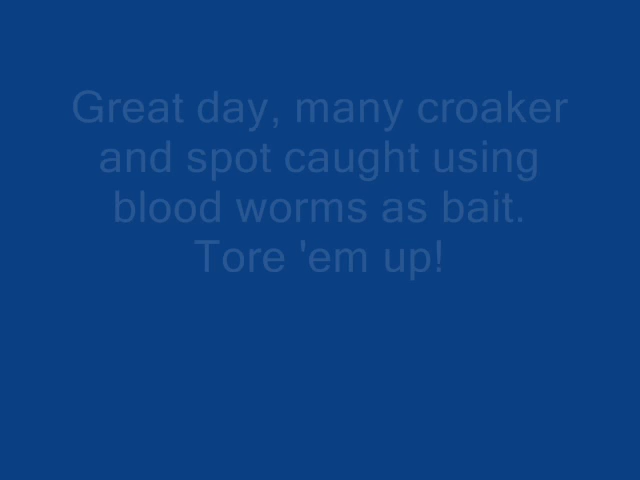 Great day, many croaker
and spot caught using
blood worms as bait.
Tore 'em up!